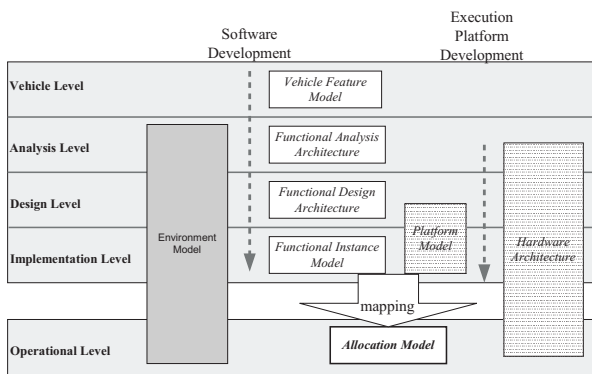 Software
Development
Execution
Platform
Development
Vehicle Level
Vehicle Feature
Model
Analysis Level
Functional Analysis
Architecture
Design Level
Functional Design
Architecture
Environment
Model
Platform
Model
Hardware
Architecture
Implementation Level
Functional Instance
Model
mapping
Operational Level
Allocation Model